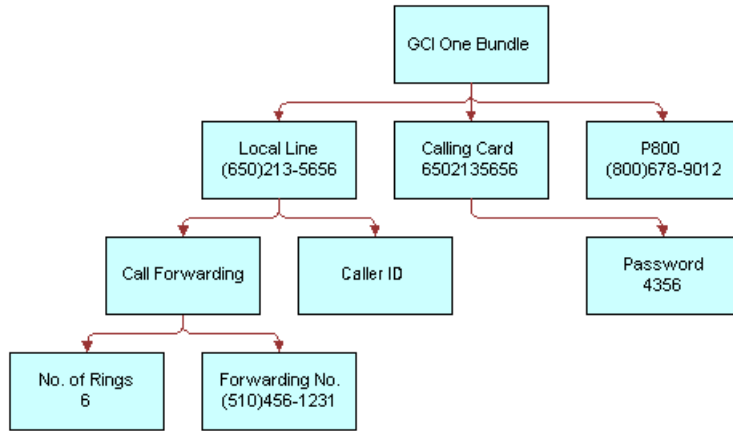 GCI One Bundle
Local Line
(650)213-5656
Calling Card
6502135656
P800
(800)678-9012
Call Forwarding
Caller ID
Password
4356
No. of Rings
6
Forwarding No.
(510)456-1231